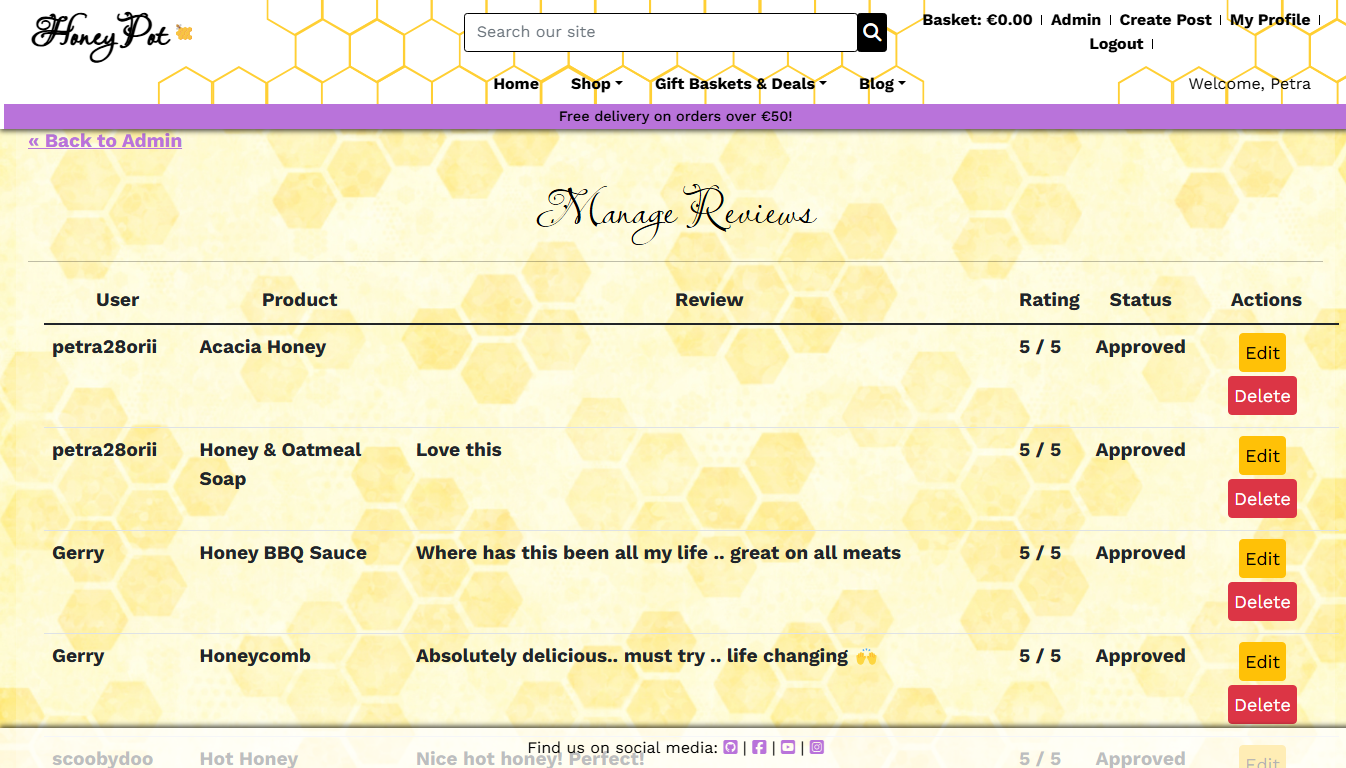 Honey Pot
Search our site
Basket: €0.00 | Admin | Create Post | My Profile |
Logout |
Home Shop Gift Baskets & Deals Blog
Welcome, Petra
Free delivery on orders over €50!
« Back to Admin
Manage Reviews
User Product Review Rating Status Actions
petra28orii Acacia Honey 5 / 5 Approved Edit
Delete
petra28orii Honey & Oatmeal Love this 5 / 5 Approved Edit
Soap
Delete
Gerry Honey BBQ Sauce Where has this been all my life .. great on all meats 5 / 5 Approved Edit
Delete
Gerry Honeycomb Absolutely delicious.. must try .. life changing 🙌 5 / 5 Approved Edit
Delete
Find us on social media: | | |
scoobydoo Hot Honey Nice hot honey! Perfect! 5 / 5 Approved Edit